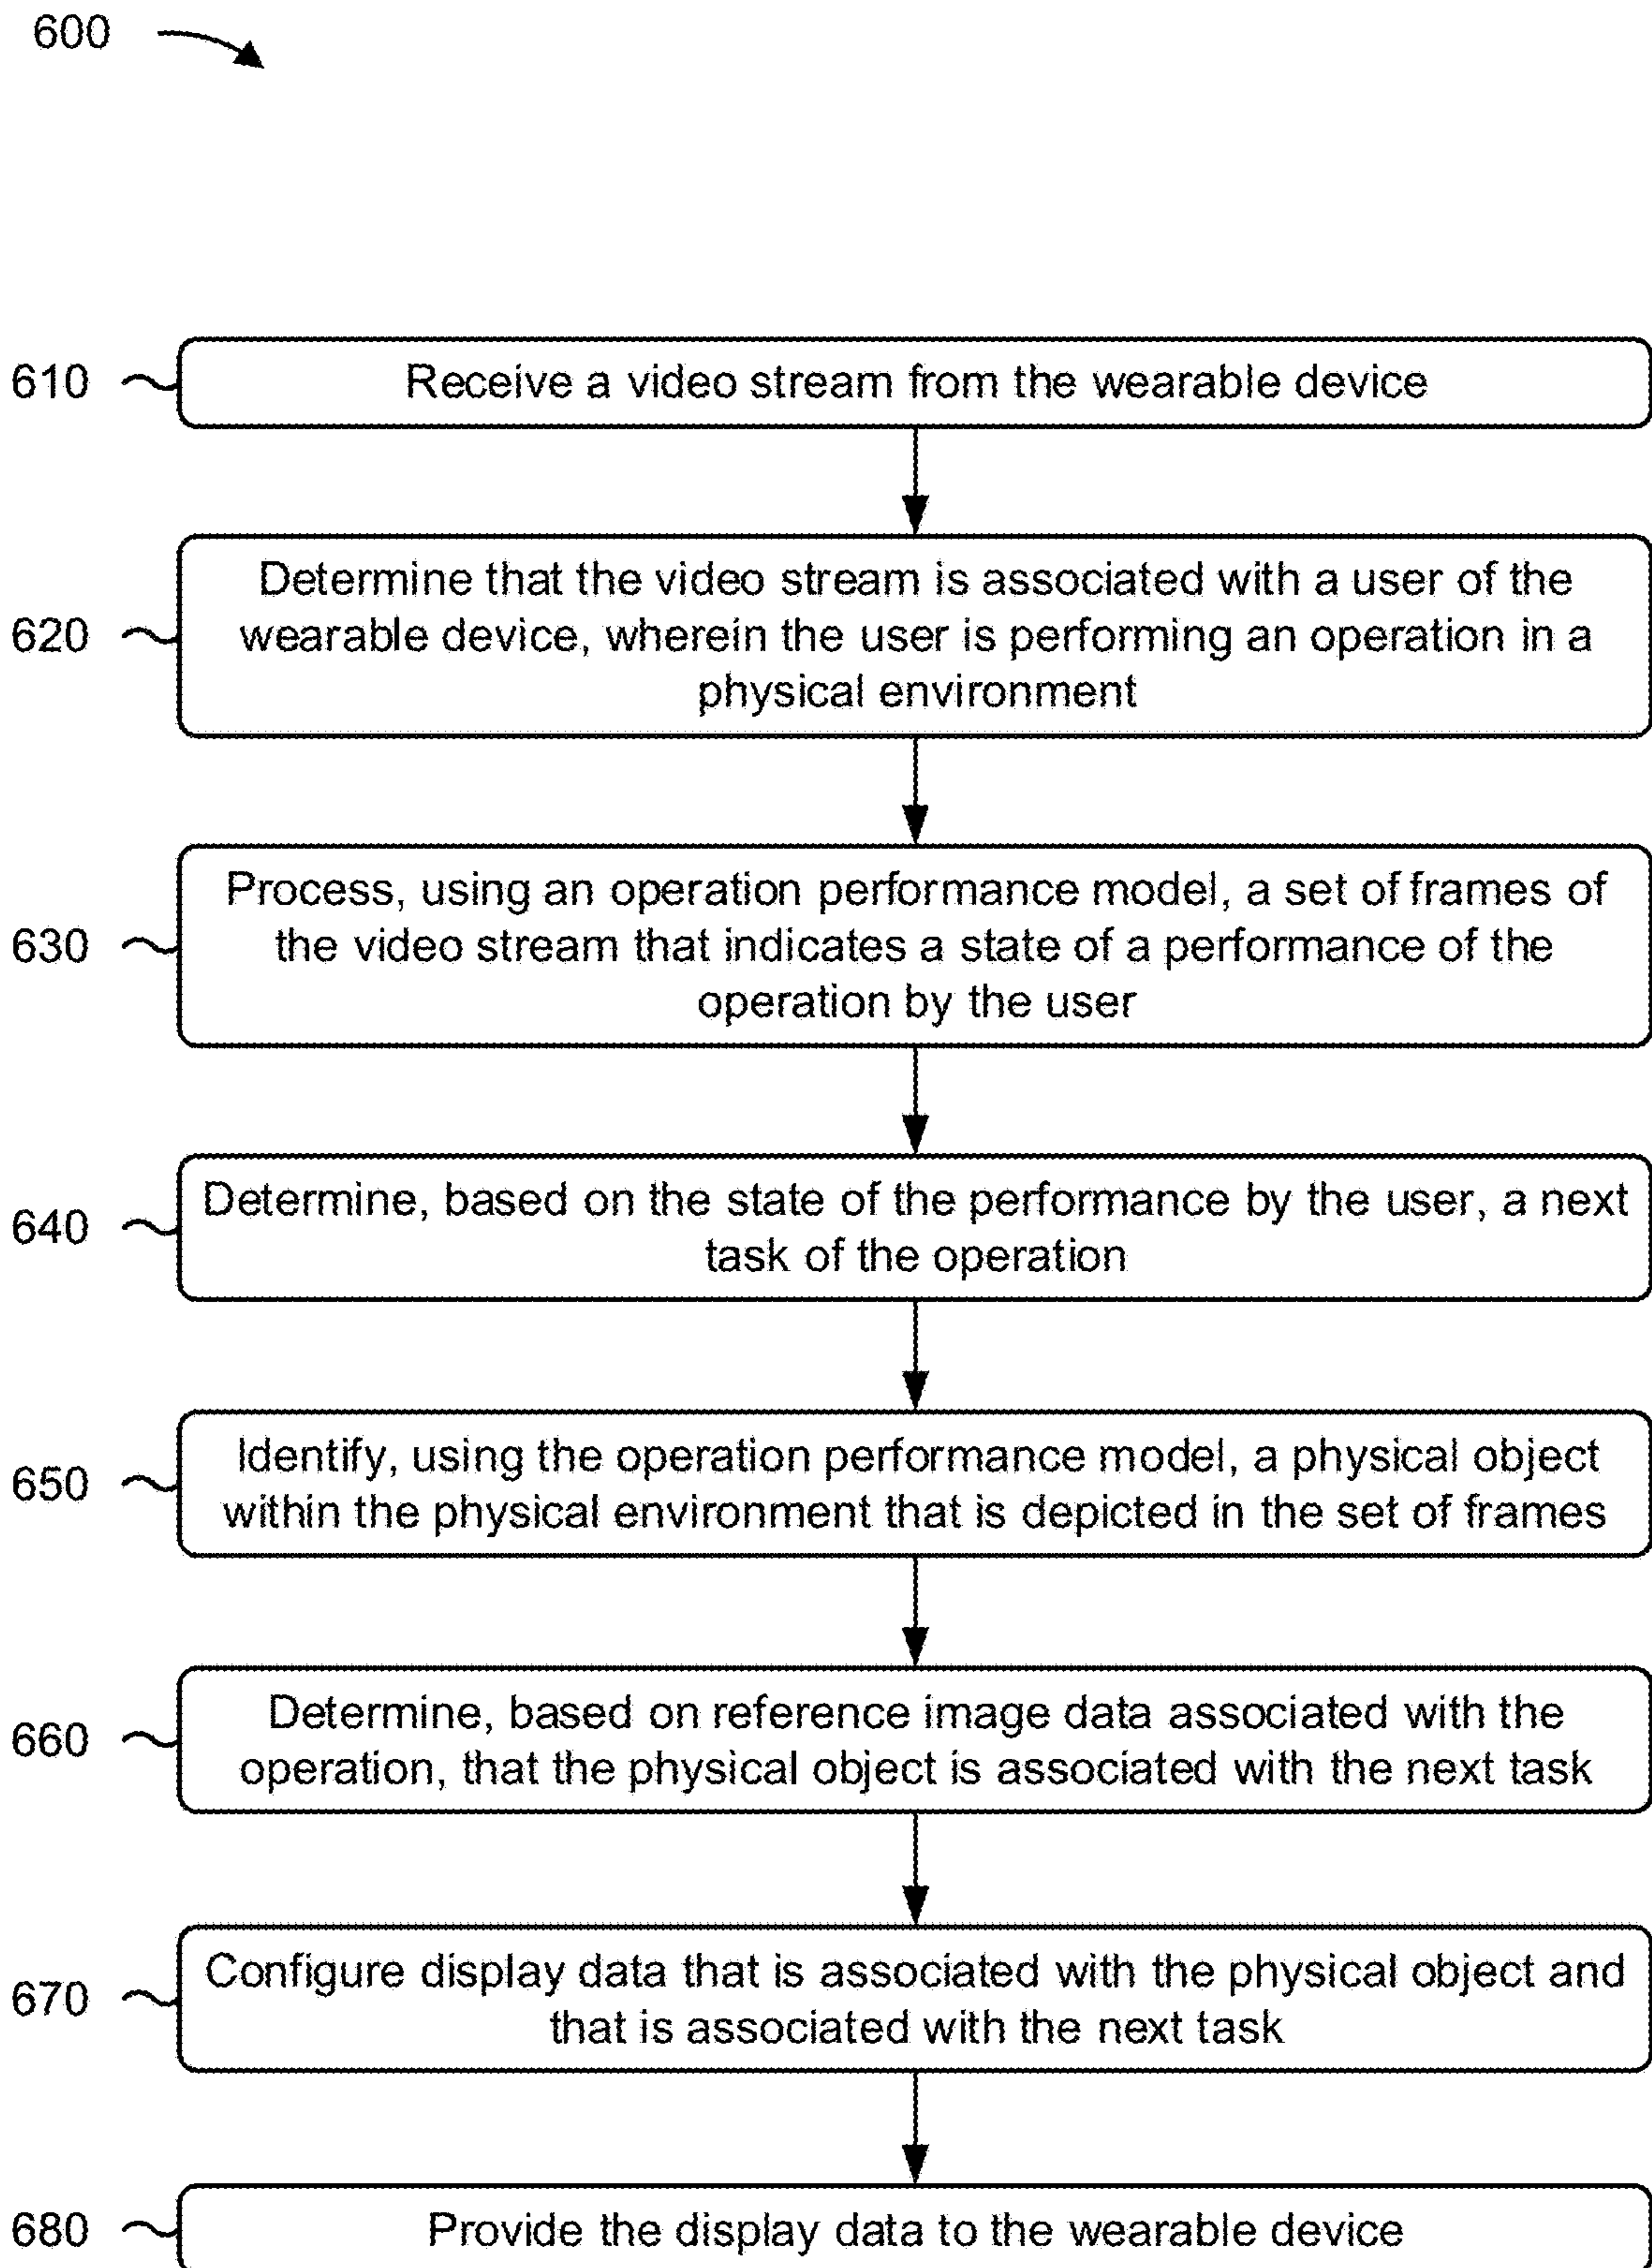 600
610
Receive a video stream from the wearable device
620
Determine that the video stream is associated with a user of the
wearable device, wherein the user is performing an operation in a
physical environment
630
Process, using an operation performance model, a set of frames of
the video stream that indicates a state of a performance of the
operation by the user
640
Determine, based on the state of the performance by the user, a next
task of the operation
650
Identify, using the operation performance model, a physical object
within the physical environment that is depicted in the set of frames
660
Determine, based on reference image data associated with the
operation, that the physical object is associated with the next task
670
Configure display data that is associated with the physical object and
that is associated with the next task
680
Provide the display data to the wearable device